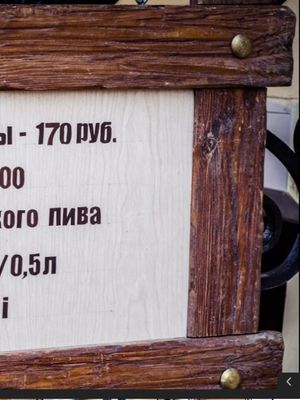 ы - 170 руб.
00
кого пива
/0,5л
і